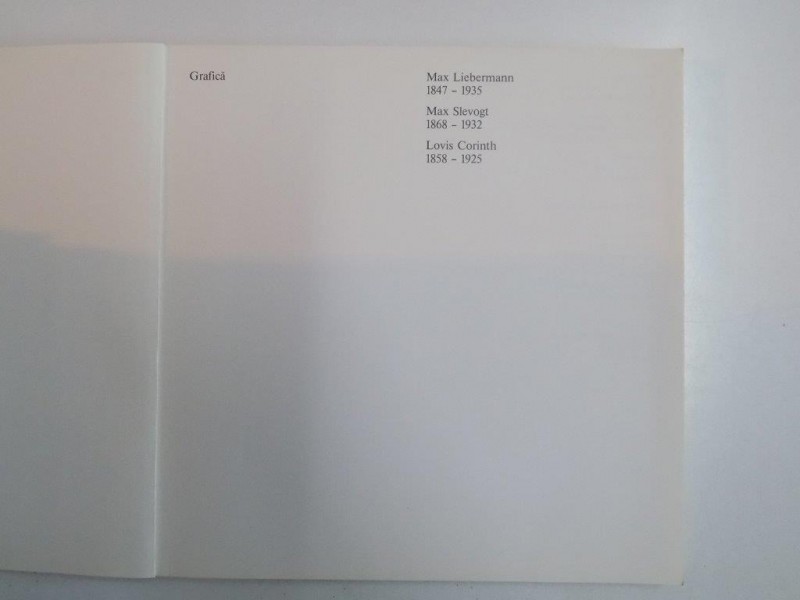 Grafică
Max Liebermann
1847 – 1935
Max Slevogt
1868 – 1932
Lovis Corinth
1858 – 1925